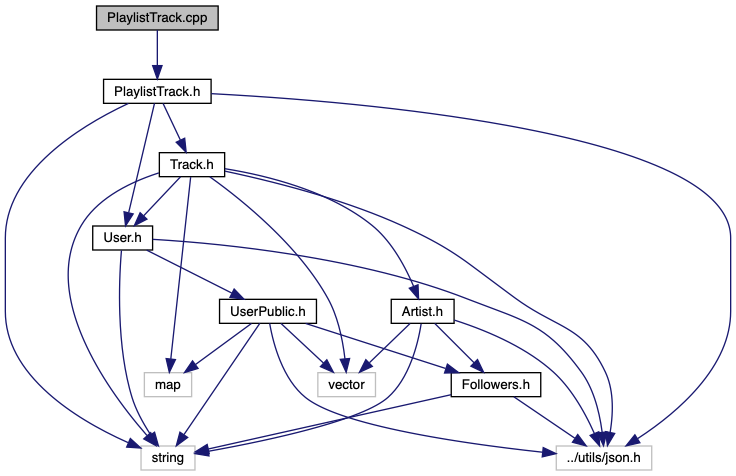 PlaylistTrack.cpp
PlaylistTrack.h
Track.h
User.h
UserPublic.h
Artist.h
map
vector
Followers.h
string
../utils/json.h